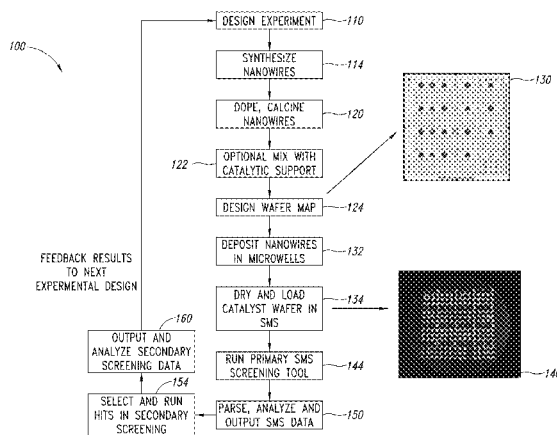 100
DESIGN EXPERIMENT
110
SYNTHESIZE
NANOWIRES
114
DOPE, CALCINE
NANOWIRES
120
130
122
OPTIONAL MIX WITH
CATALYTIC SUPPORT
DESIGN WAFER MAP
124
DEPOSIT NANOWIRES
IN MICROWELLS
132
FEEDBACK RESULTS
TO NEXT
EXPERMENTAL DESIGN
DRY AND LOAD
CATALYST WAFER IN
SMS
134
140
160
OUTPUT AND
ANALYZE SECONDARY
SCREENING DATA
RUN PRIMARY SMS
SCREENING TOOL
144
154
SELECT AND RUN
HITS IN SECONDARY
SCREENING
PARSE, ANALYZE AND
OUTPUT SMS DATA
150